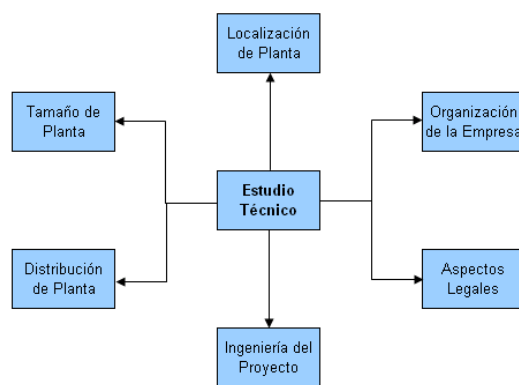 Localización
de Planta
Tamaño de
Planta
Organización
de la Empresa
Estudio
Técnico
Distribución
de Planta
Aspectos
Legales
Ingeniería del
Proyecto